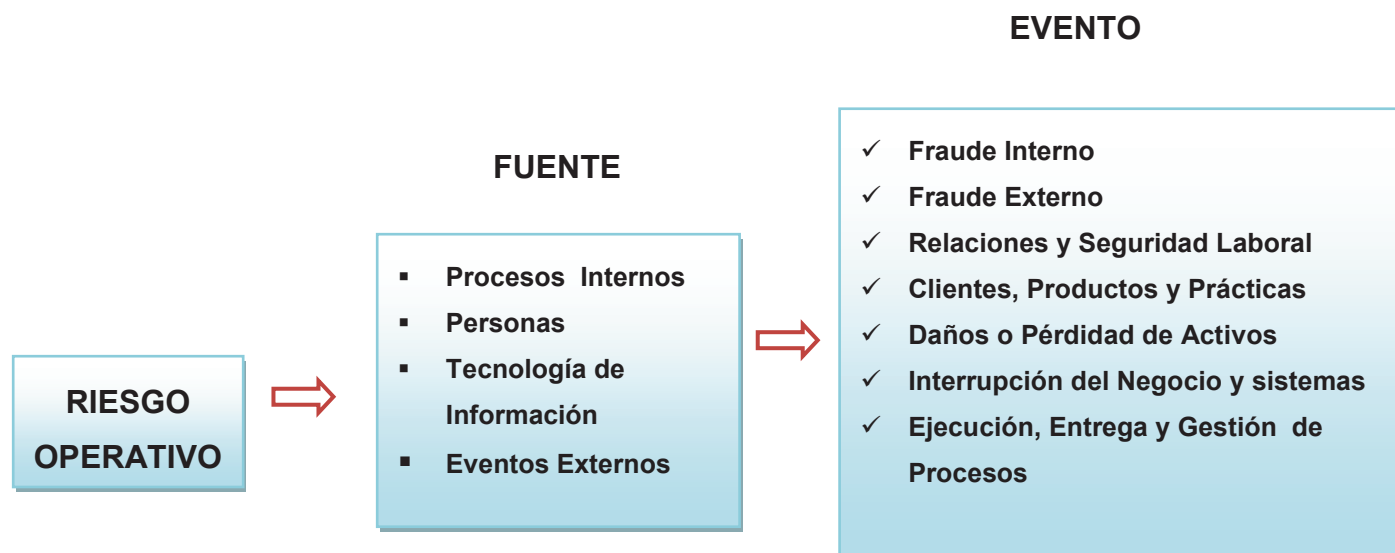 EVENTO
FUENTE
RIESGO
OPERATIVO
▪ Procesos Internos
▪ Personas
▪ Tecnología de
Información
▪ Eventos Externos
✓ Fraude Interno
✓ Fraude Externo
✓ Relaciones y Seguridad Laboral
✓ Clientes, Productos y Prácticas
✓ Daños o Pérdidad de Activos
✓ Interrupción del Negocio y sistemas
✓ Ejecución, Entrega y Gestión de
Procesos